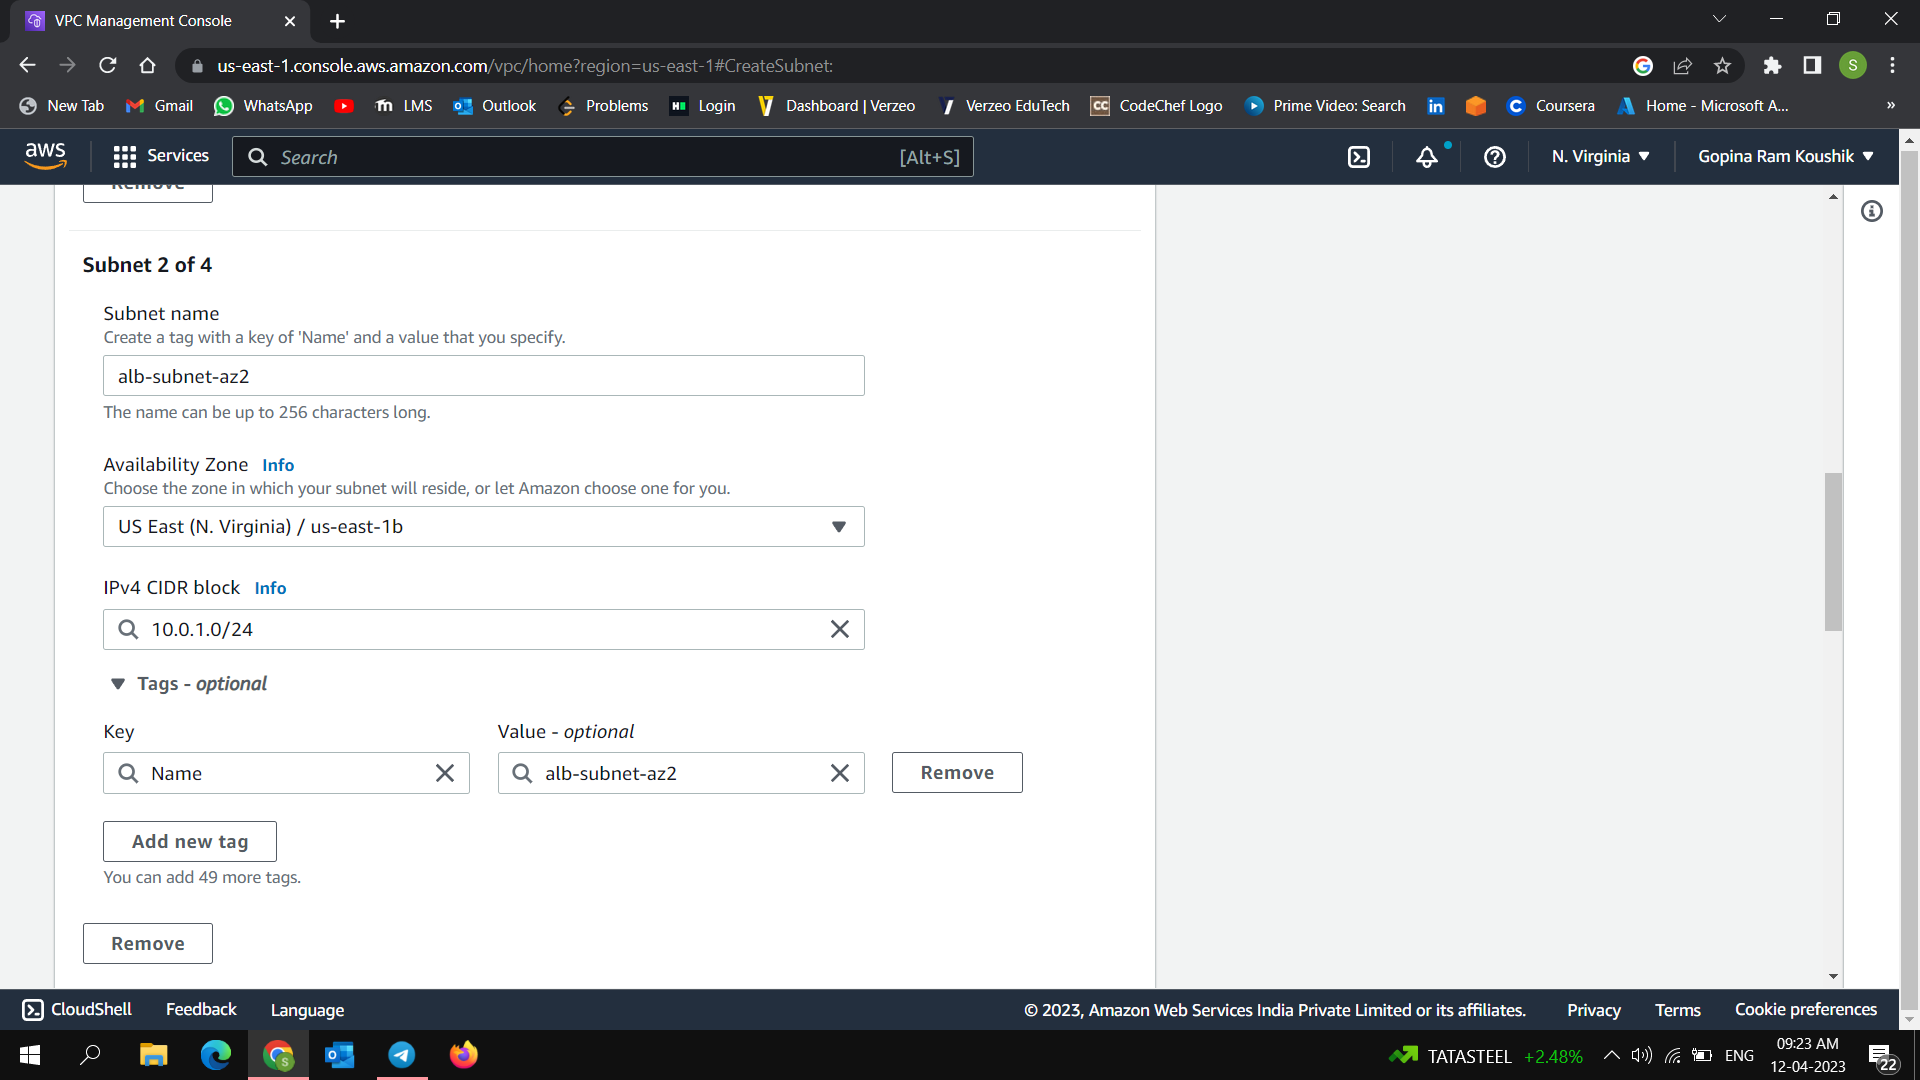 VPC Management Console
us-east-1.console.aws.amazon.com/vpc/home?region=us-east-1#CreateSubnet:
S
New Tab
Gmail
WhatsApp
LMS
Outlook
Problems
Login
Dashboard | Verzeo
Verzeo EduTech
CodeChef Logo
Prime Video: Search
Coursera
Home - Microsoft A...
»
aws
Services
Search
[Alt+S]
N. Virginia
Gopina Ram Koushik
Remove
Subnet 2 of 4
Subnet name
Create a tag with a key of 'Name' and a value that you specify.
alb-subnet-az2
The name can be up to 256 characters long.
Availability Zone Info
Choose the zone in which your subnet will reside, or let Amazon choose one for you.
US East (N. Virginia) / us-east-1b
IPv4 CIDR block Info
10.0.1.0/24
Tags - optional
Key
Value - optional
Name
alb-subnet-az2
Remove
Add new tag
You can add 49 more tags.
Remove
CloudShell
Feedback
Language
© 2023, Amazon Web Services India Private Limited or its affiliates.
Privacy
Terms
Cookie preferences
TATASTEEL +2.48%
ENG
09:23 AM
12-04-2023
22